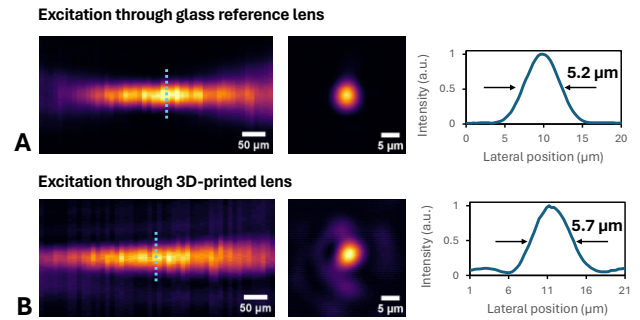 Excitation through glass reference lens
A
50 µm
5 µm
Intensity (a.u.)
1
0.5
0
5.2 µm
0 5 10 15 20
Lateral position (µm)
Excitation through 3D-printed lens
B
50 µm
5 µm
Intensity (a.u.)
1
0.5
0
5.7 µm
1 6 11 16 21
Lateral position (µm)